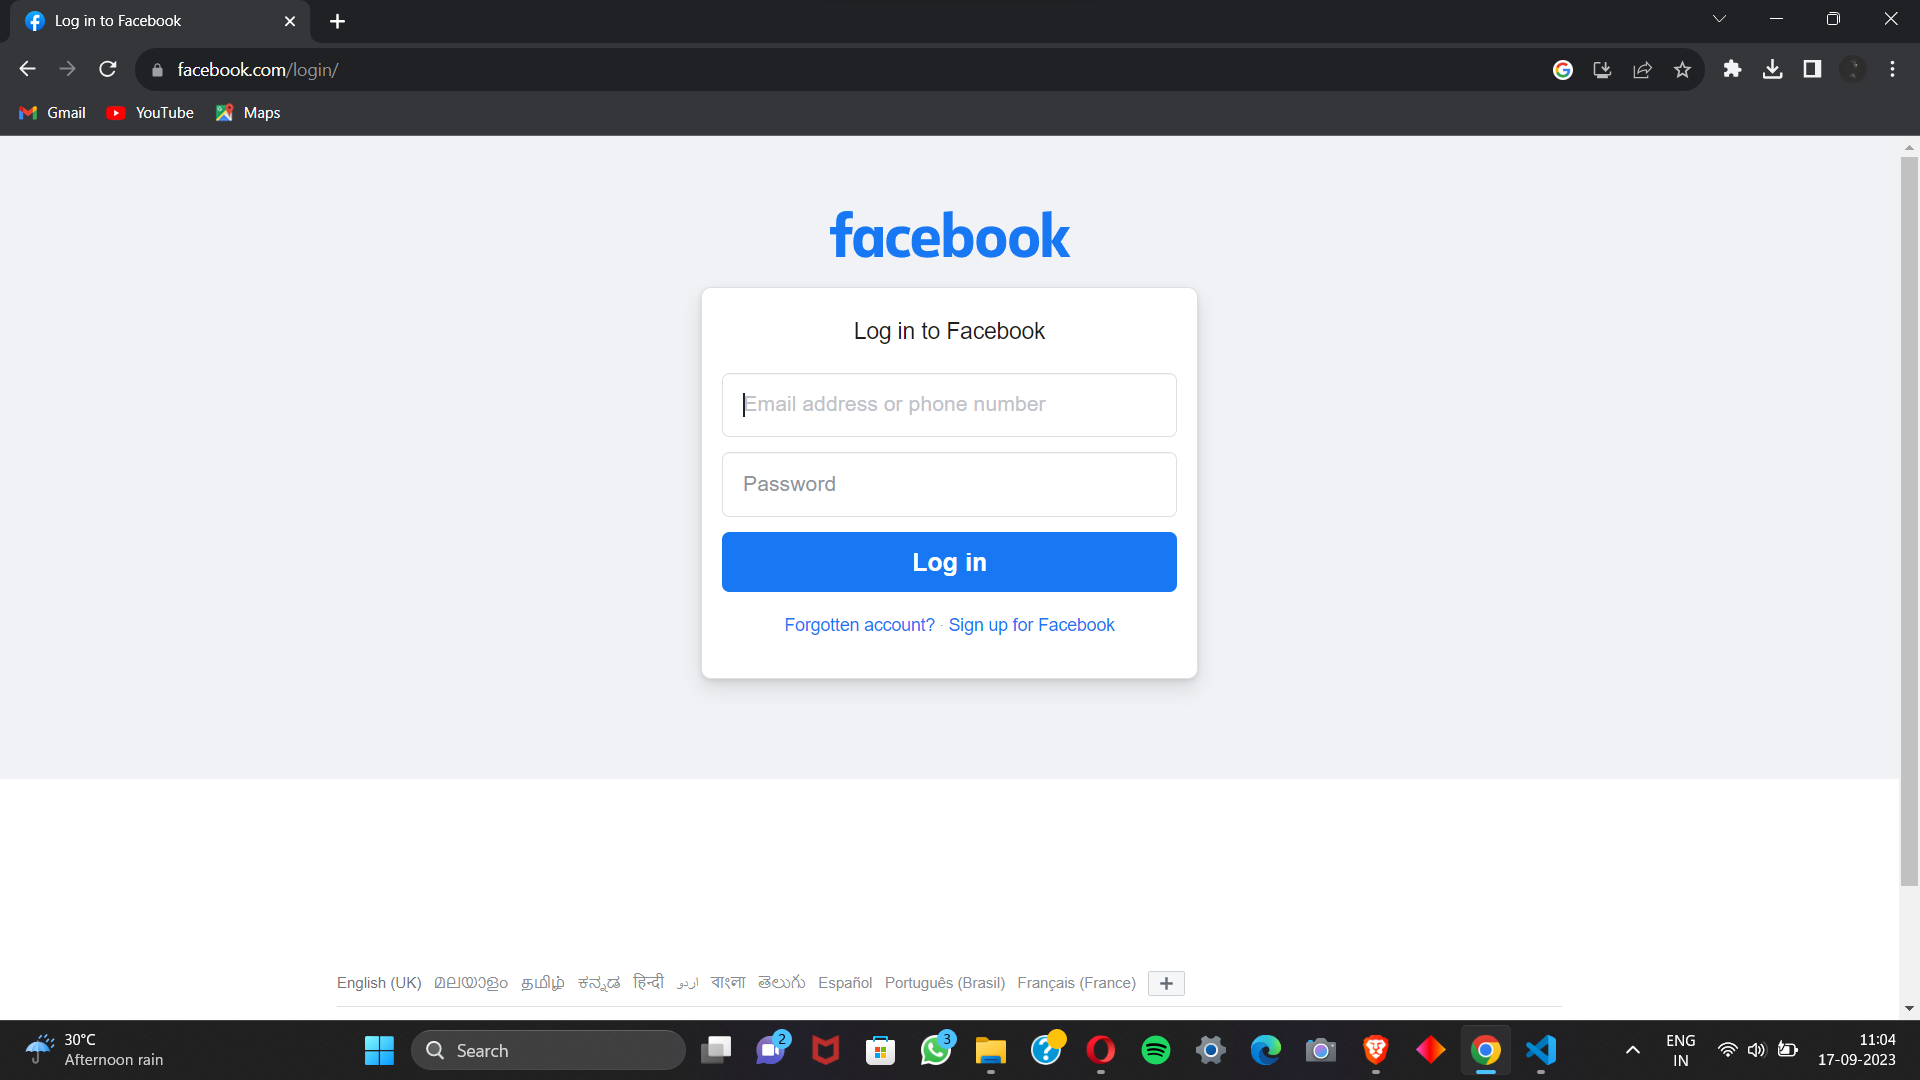 Log in to Facebook
facebook.com/login/
Gmail YouTube Maps
facebook
Log in to Facebook
Email address or phone number
Password
Log in
Forgotten account? · Sign up for Facebook
English (UK) മലയാളം தமிழ் ಕನ್ನಡ हिन्दी اردو বাংলা తెలుగు Español Português (Brasil) Français (France) +
30°C
Afternoon rain
Search
2
3
ENG
IN
11:04
17-09-2023